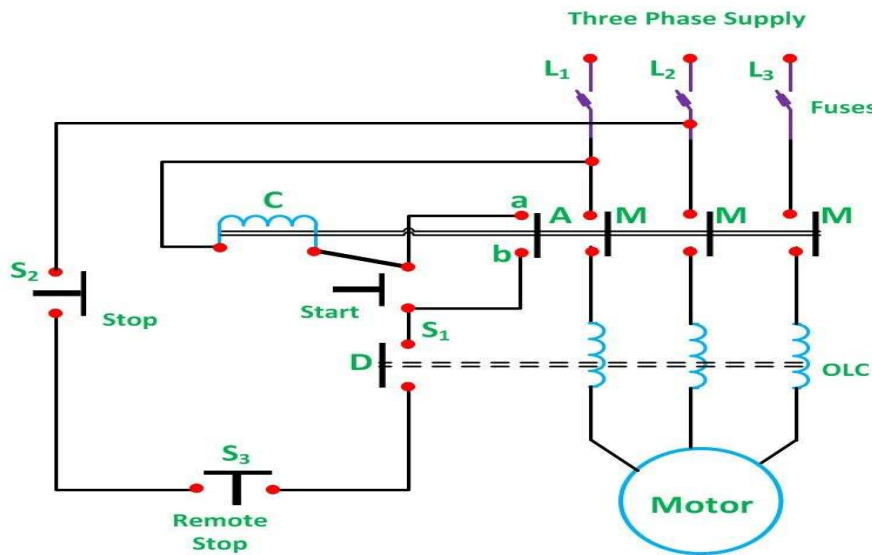 Three Phase Supply
L₁ L₂ L₃
Fuses
C a A M M M
b
S₂
Stop Start
S₁
D OLC
S₃
Remote
Stop
Motor